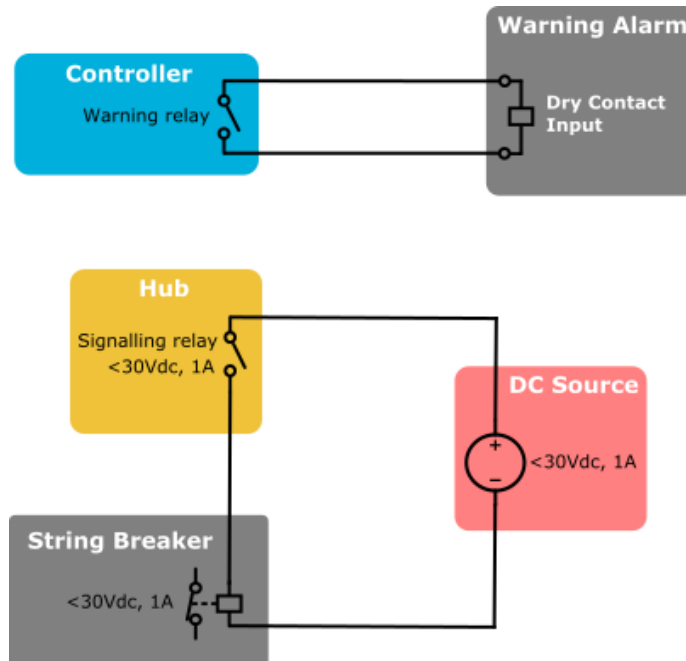 Warning Alarm
Controller
Warning relay
Dry Contact
Input
Hub
Signalling relay
<30Vdc, 1A
DC Source
+
<30Vdc, 1A
−
String Breaker
<30Vdc, 1A